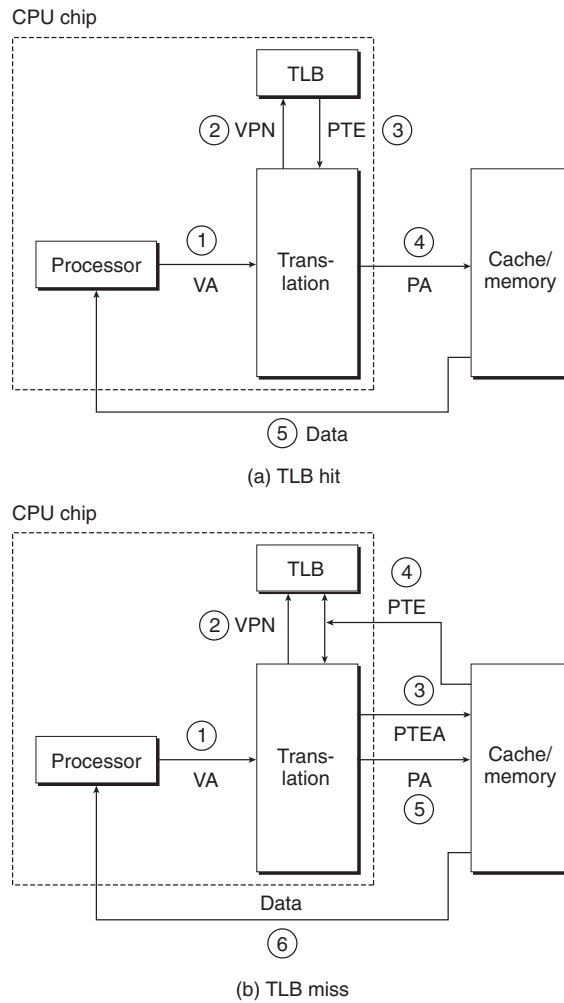 CPU chip
TLB
② VPN
PTE ③
①
④
Processor
Trans-
lation
Cache/
memory
VA
PA
⑤ Data
(a) TLB hit
CPU chip
TLB
④
② VPN
PTE
①
③
PTEA
Processor
Trans-
lation
Cache/
memory
VA
PA
⑤
Data
⑥
(b) TLB miss